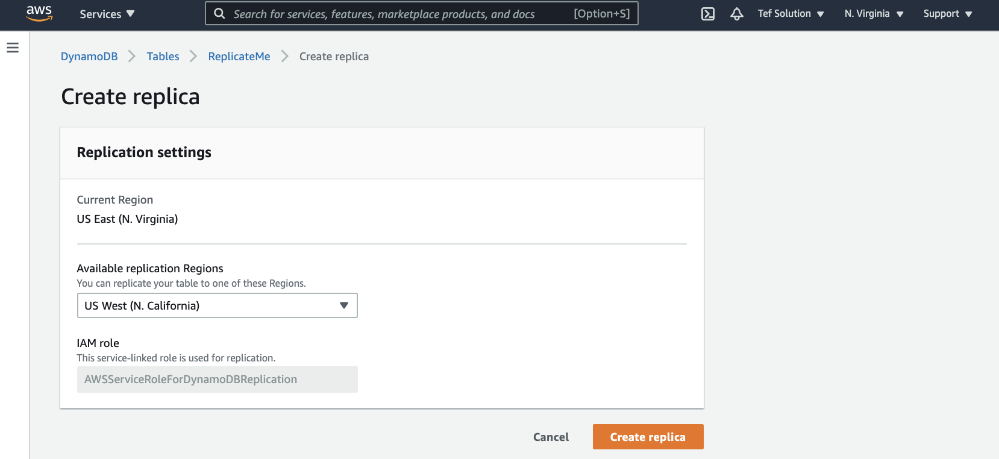 aws Services Search for services, features, marketplace products, and docs [Option+S] Tef Solution N. Virginia Support
DynamoDB Tables ReplicateMe Create replica
Create replica
Replication settings
Current Region
US East (N. Virginia)
Available replication Regions
You can replicate your table to one of these Regions.
US West (N. California)
IAM role
This service-linked role is used for replication.
AWSServiceRoleForDynamoDBReplication
Cancel Create replica